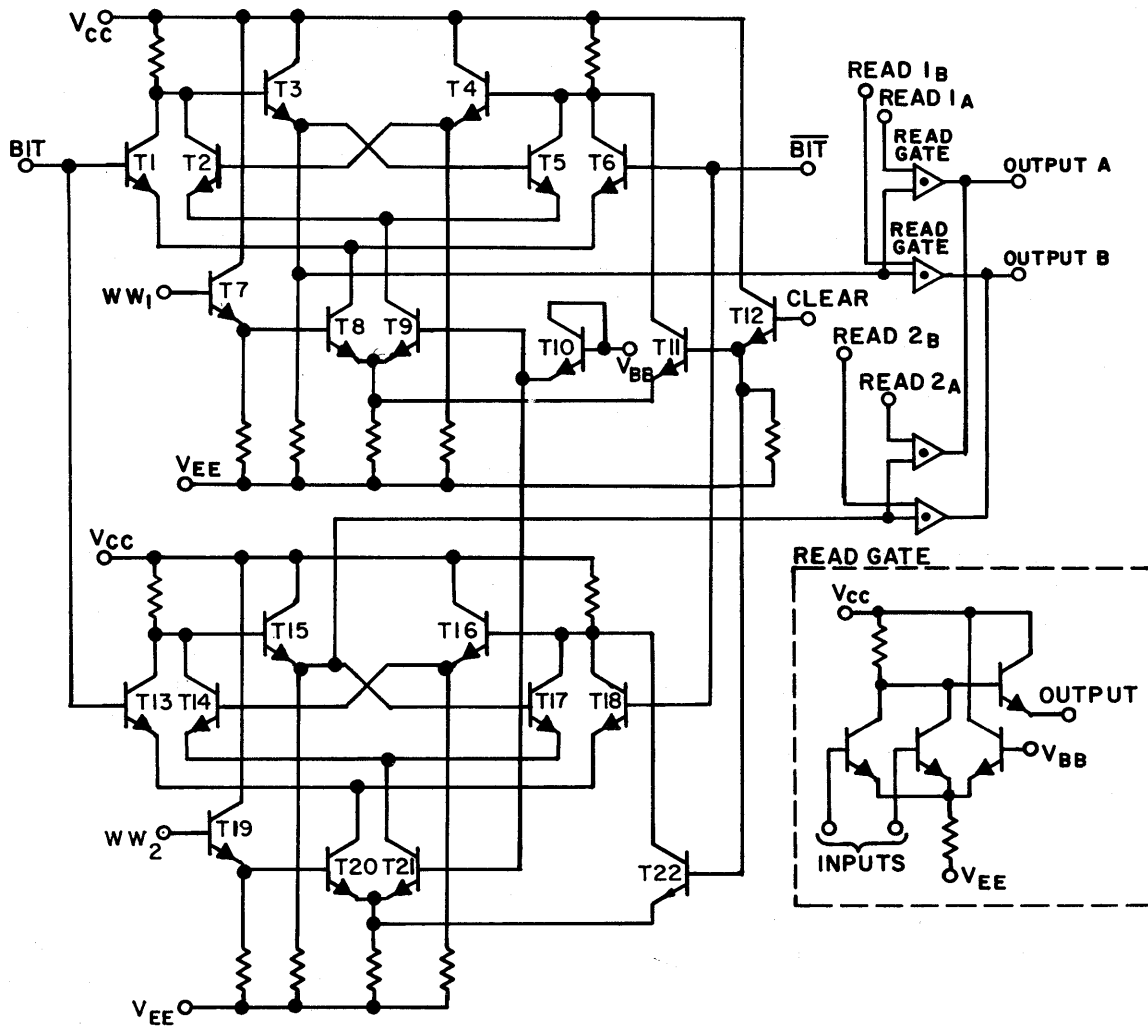 VCC
T3
T4
READ 1B
READ 1A
BIT
T1
T2
T5
T6
BIT
READ GATE
OUTPUT A
READ GATE
OUTPUT B
WW1
T7
T8
T9
T10
VBB
T11
T12
CLEAR
READ 2B
READ 2A
VEE
VCC
READ GATE
T15
T16
VCC
T13
T14
T17
T18
OUTPUT
VBB
WW2
T19
T20
T21
T22
INPUTS
VEE
VEE